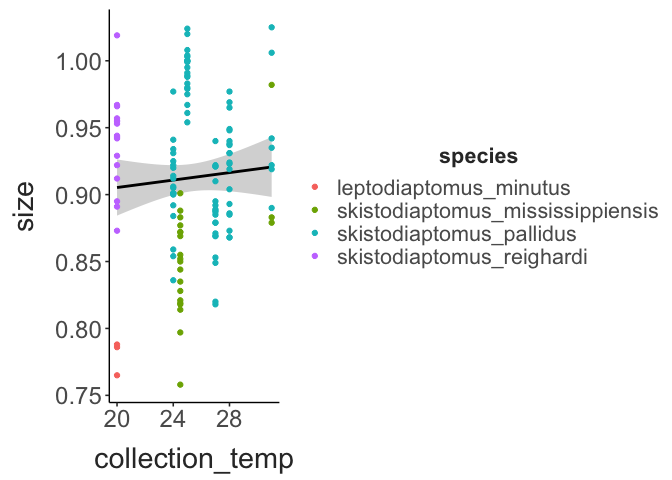 size
1.00
0.95
0.90
0.85
0.80
0.75
20 24 28
collection_temp
species
leptodiaptomus_minutus
skistodiaptomus_mississippiensis
skistodiaptomus_pallidus
skistodiaptomus_reighardi